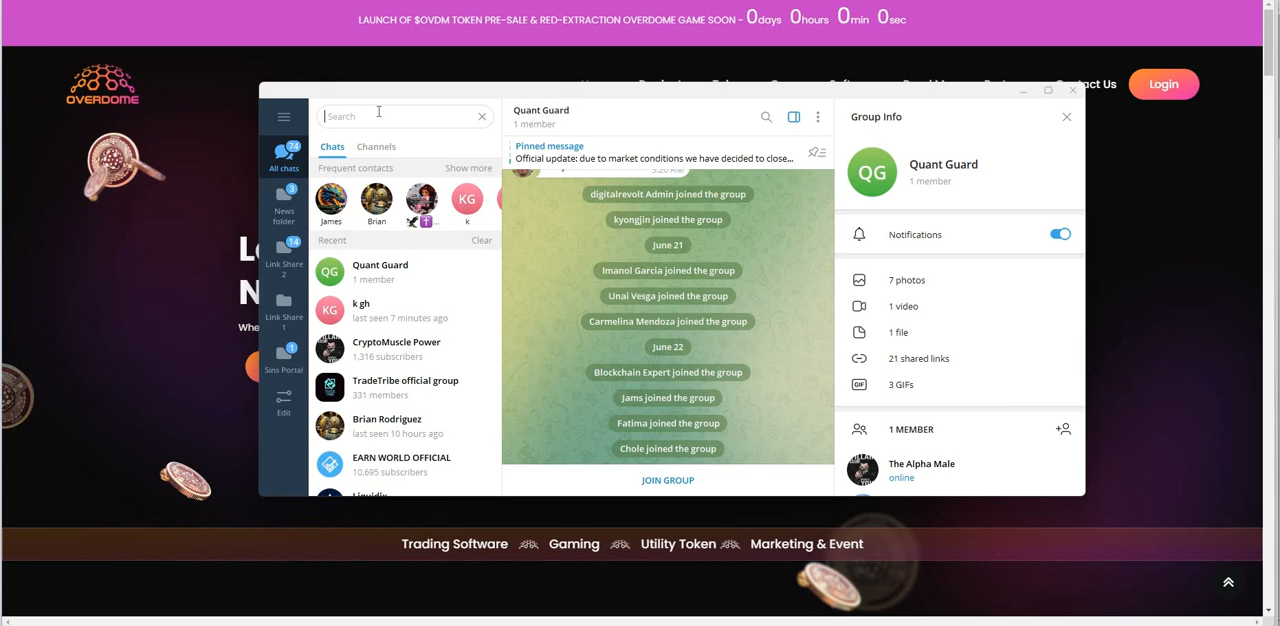 LAUNCH OF $OVDM TOKEN PRE-SALE & RED-EXTRACTION OVERDOME GAME SOON - 0days 0hours 0min 0sec
OVERDOME
Contact Us
Login
Search
Chats
Channels
Frequent contacts
Show more
James
Brian
KG
k
Recent
Clear
QG
Quant Guard
1 member
KG
k gh
last seen 7 minutes ago
CryptoMuscle Power
1,316 subscribers
TradeTribe official group
331 members
Brian Rodriguez
last seen 10 hours ago
EARN WORLD OFFICIAL
10,695 subscribers
74
All chats
3
News
folder
14
Link Share
2
Link Share
1
1
Sins Portal
Edit
Quant Guard
1 member
Pinned message
Official update: due to market conditions we have decided to close...
digitalrevolt Admin joined the group
kyongjin joined the group
June 21
Imanol Garcia joined the group
Unai Vesga joined the group
Carmelina Mendoza joined the group
June 22
Blockchain Expert joined the group
Jams joined the group
Fatima joined the group
Chole joined the group
JOIN GROUP
Group Info
QG
Quant Guard
1 member
Notifications
7 photos
1 video
1 file
21 shared links
GIF
3 GIFs
1 MEMBER
The Alpha Male
online
Trading Software
Gaming
Utility Token
Marketing & Event